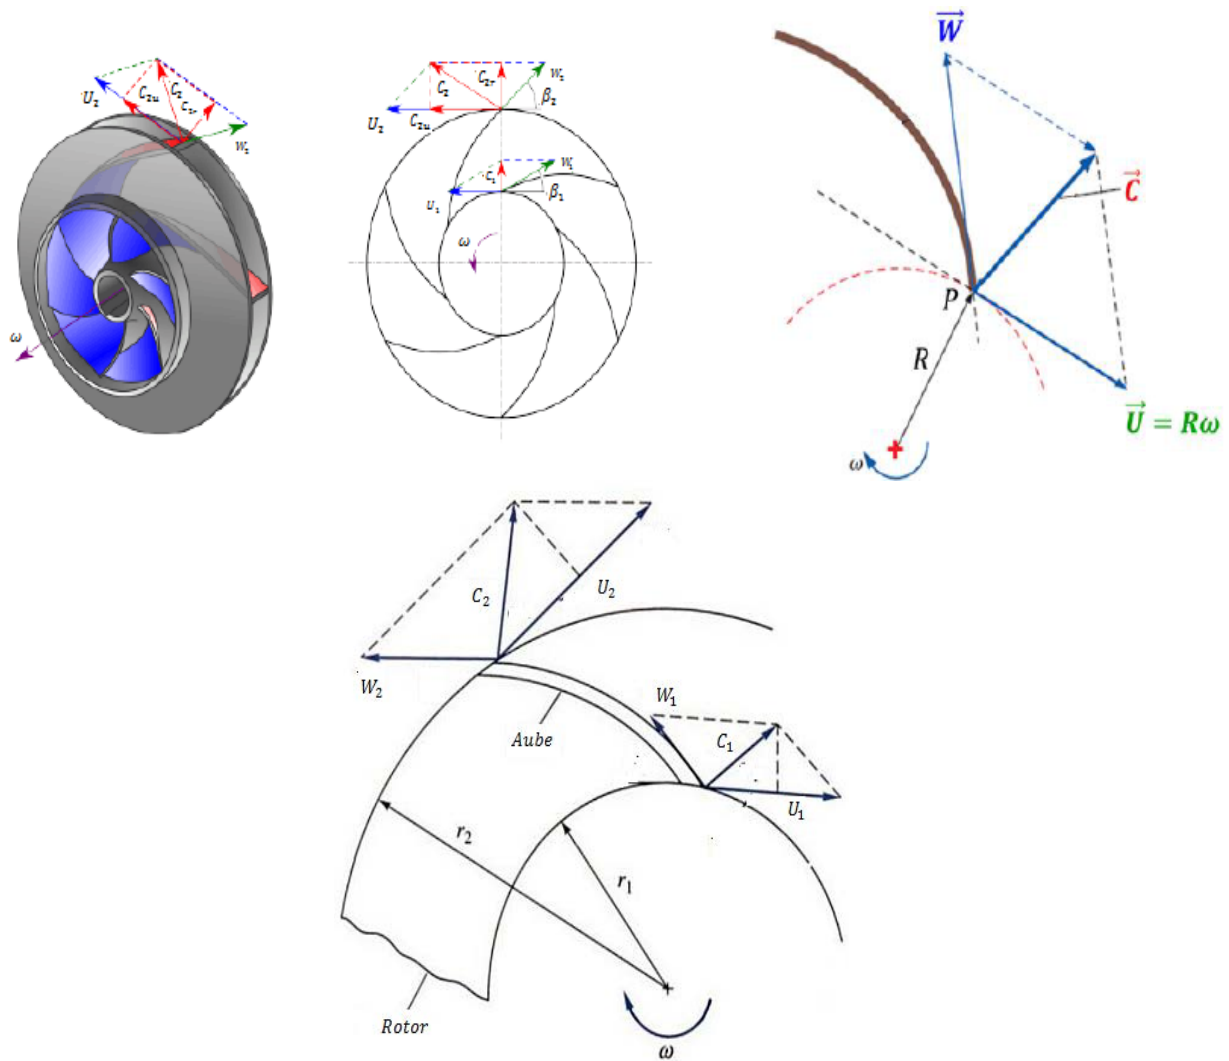 U₂
C₂ᵤ
C₂
C₂ᵣ
W₂
ω
C₂
C₂ᵣ
W₂
β₂
U₂
C₂ᵤ
C₁
W₁
U₁
β₁
ω
W⃗
C⃗
P
R
U⃗ = Rω
ω
C₂
U₂
W₂
W₁
Aube
C₁
U₁
r₂
r₁
Rotor
ω